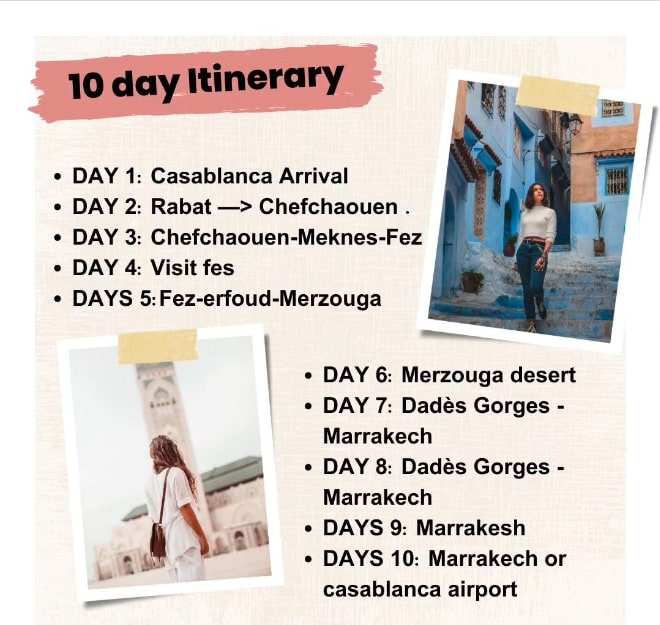 10 day Itinerary
• DAY 1: Casablanca Arrival
• DAY 2: Rabat —> Chefchaouen .
• DAY 3: Chefchaouen-Meknes-Fez
• DAY 4: Visit fes
• DAYS 5:Fez-erfoud-Merzouga
• DAY 6: Merzouga desert
• DAY 7: Dadès Gorges -
Marrakech
• DAY 8: Dadès Gorges -
Marrakech
• DAYS 9: Marrakesh
• DAYS 10: Marrakech or
casablanca airport